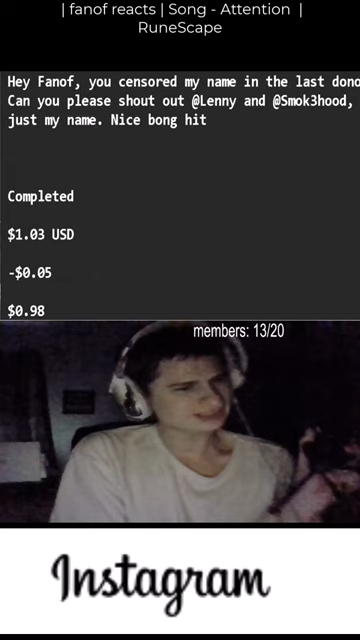 | fanof reacts | Song - Attention |
RuneScape
Hey Fanof, you censored my name in the last dono
Can you please shout out @Lenny and @Smok3hood,
just my name. Nice bong hit
Completed
$1.03 USD
-$0.05
$0.98
members: 13/20
Instagram